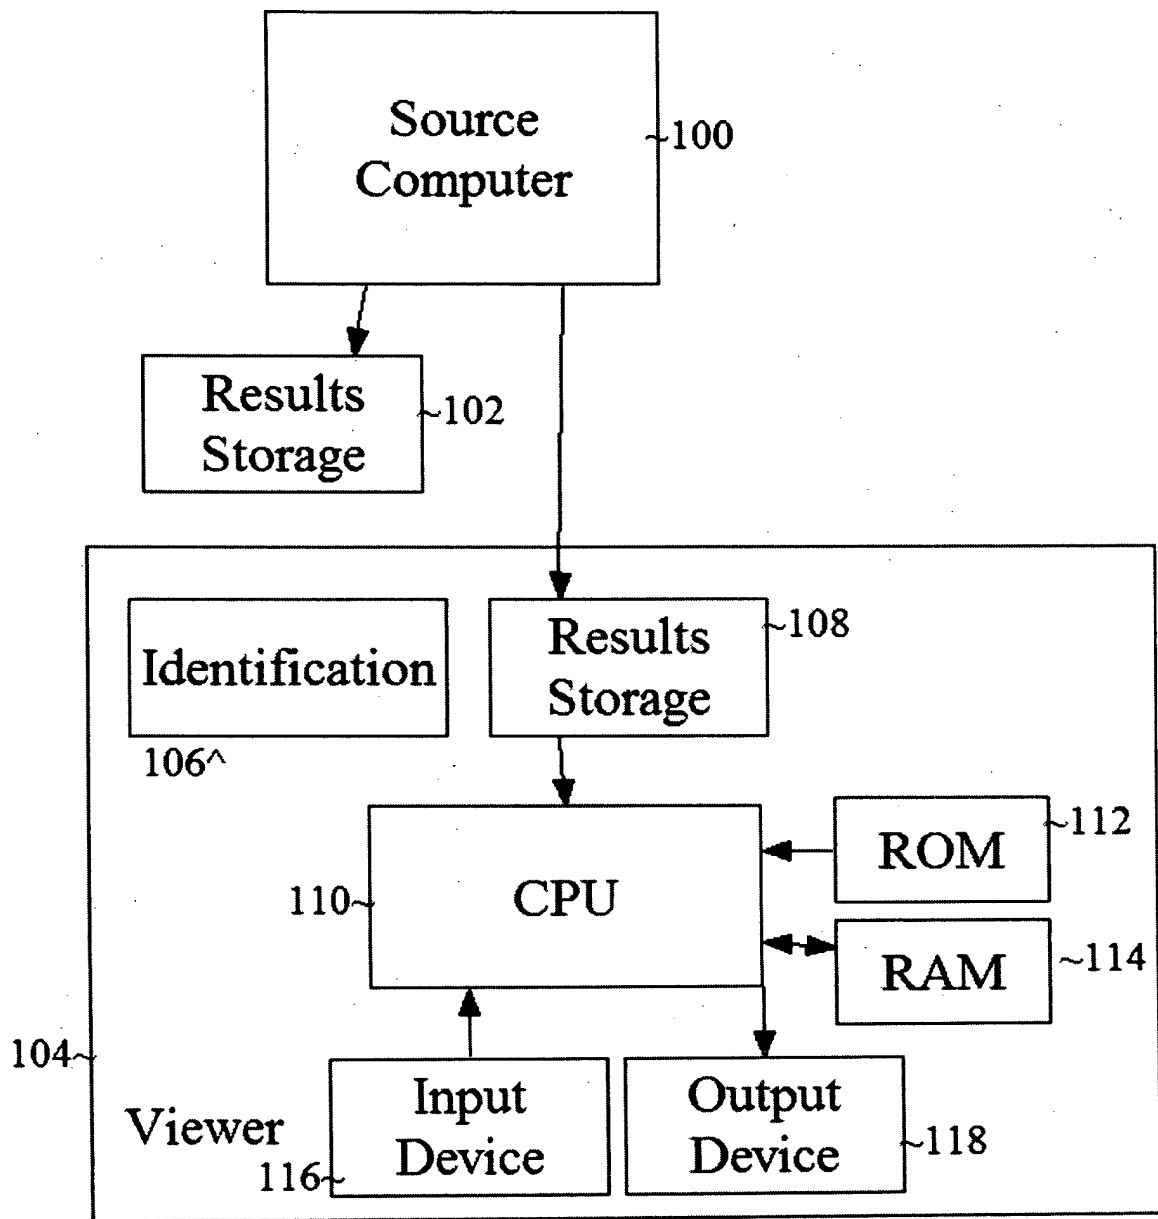 Source
Computer
~100
Results
Storage
~102
Identification
106^
Results
Storage
~108
CPU
110~
ROM
~112
RAM
~114
104~
Viewer
Input
Device
116~
Output
Device
~118